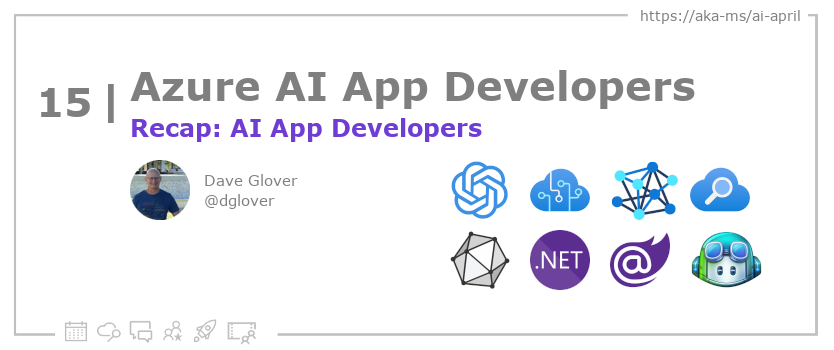 https://aka-ms/ai-april
15 |
Azure AI App Developers
Recap: AI App Developers
Dave Glover
@dglover
.NET
@